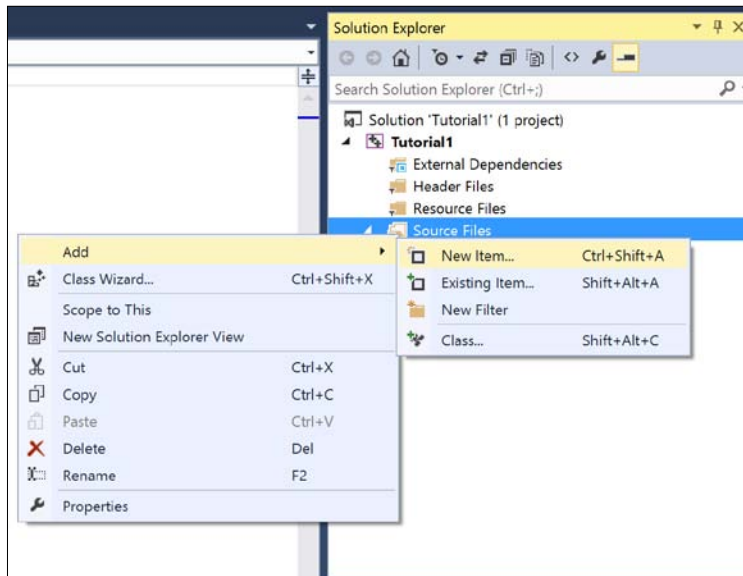 Solution Explorer
Search Solution Explorer (Ctrl+;)
Solution 'Tutorial1' (1 project)
Tutorial1
External Dependencies
Header Files
Resource Files
Source Files
Add
Class Wizard... Ctrl+Shift+X
Scope to This
New Solution Explorer View
Cut Ctrl+X
Copy Ctrl+C
Paste Ctrl+V
Delete Del
Rename F2
Properties
New Item... Ctrl+Shift+A
Existing Item... Shift+Alt+A
New Filter
Class... Shift+Alt+C